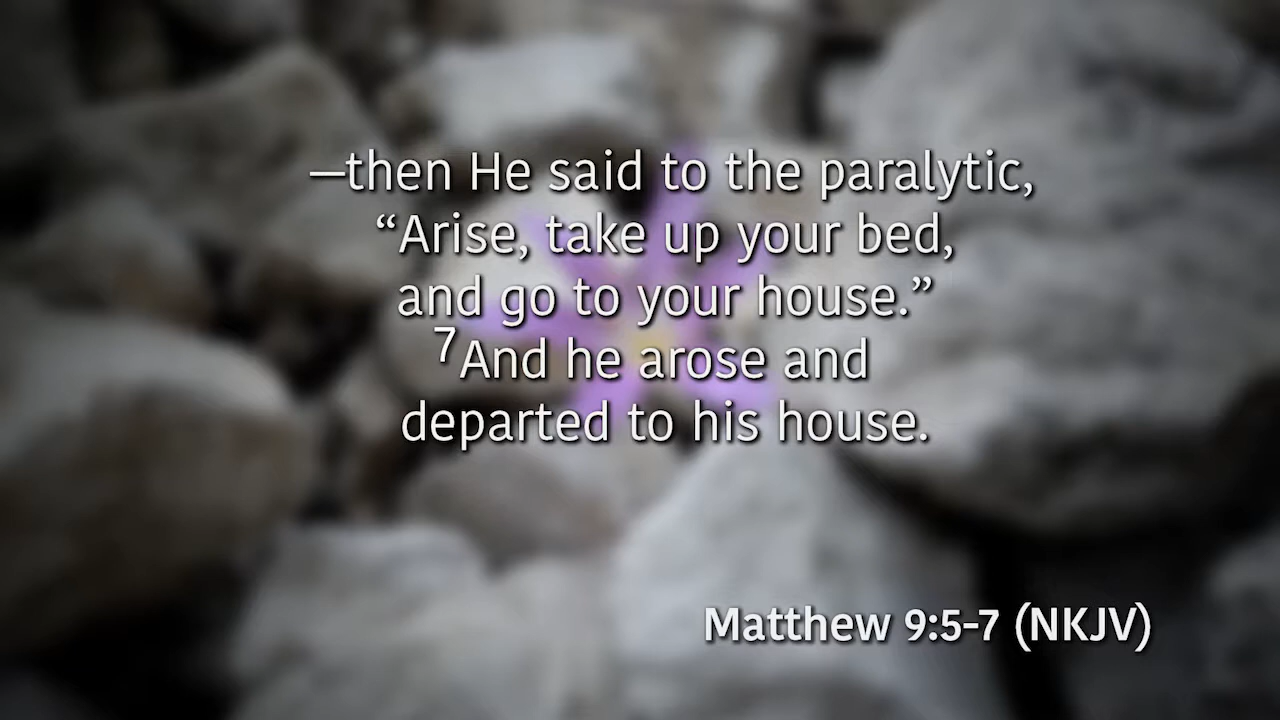 —then He said to the paralytic,
“Arise, take up your bed,
and go to your house.”
7And he arose and
departed to his house.
Matthew 9:5-7 (NKJV)